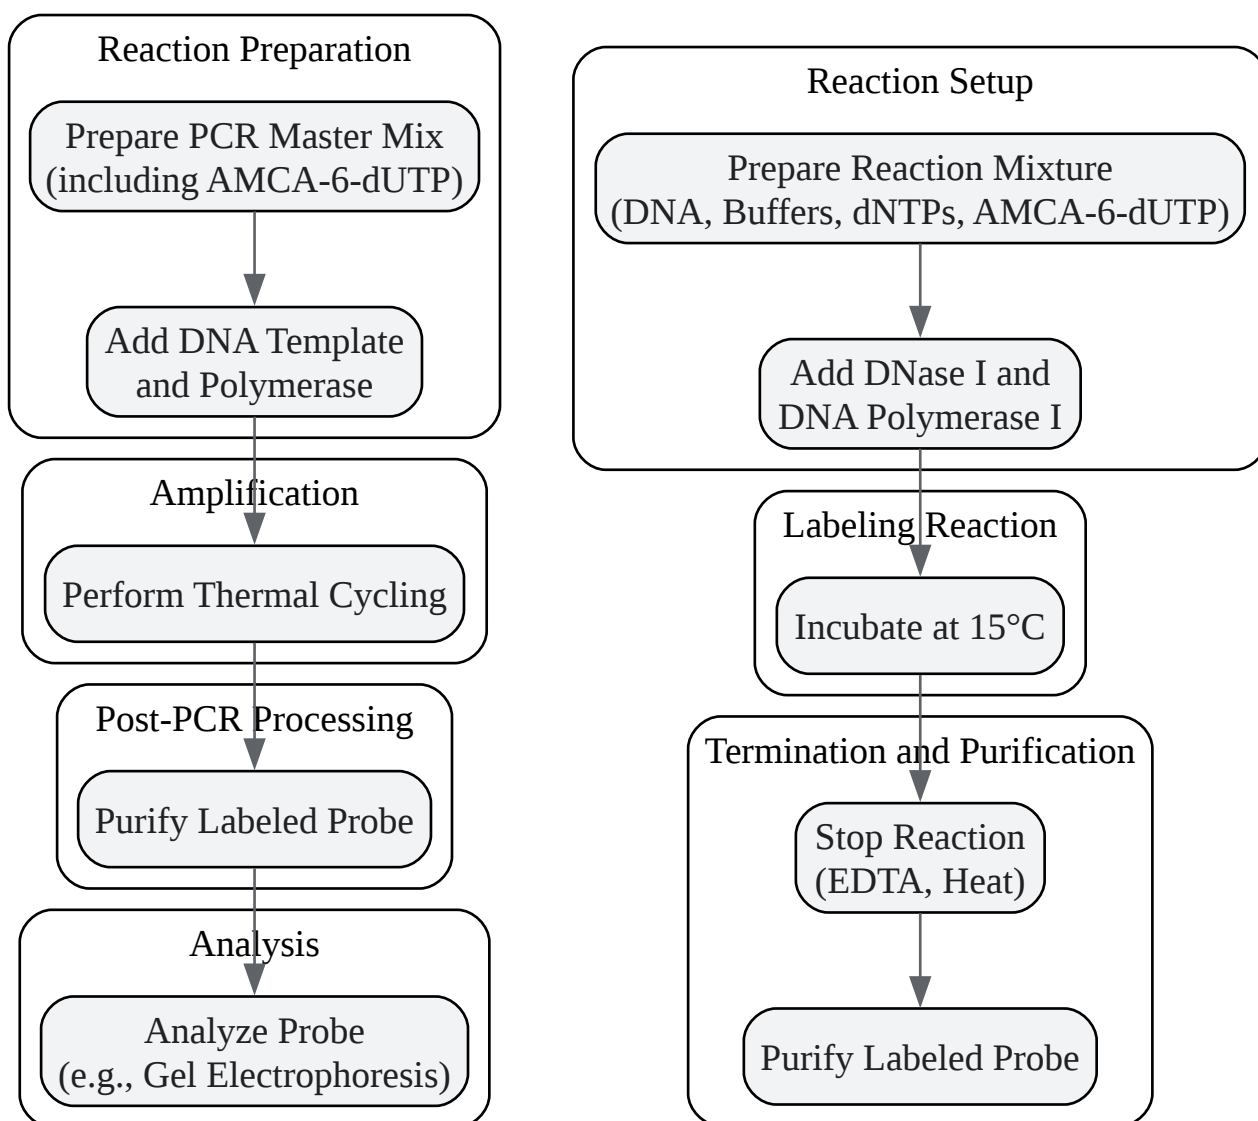 Reaction Preparation
Prepare PCR Master Mix
(including AMCA-6-dUTP)
Add DNA Template
and Polymerase
Amplification
Perform Thermal Cycling
Post-PCR Processing
Purify Labeled Probe
Analysis
Analyze Probe
(e.g., Gel Electrophoresis)
Reaction Setup
Prepare Reaction Mixture
(DNA, Buffers, dNTPs, AMCA-6-dUTP)
Add DNase I and
DNA Polymerase I
Labeling Reaction
Incubate at 15°C
Termination and Purification
Stop Reaction
(EDTA, Heat)
Purify Labeled Probe